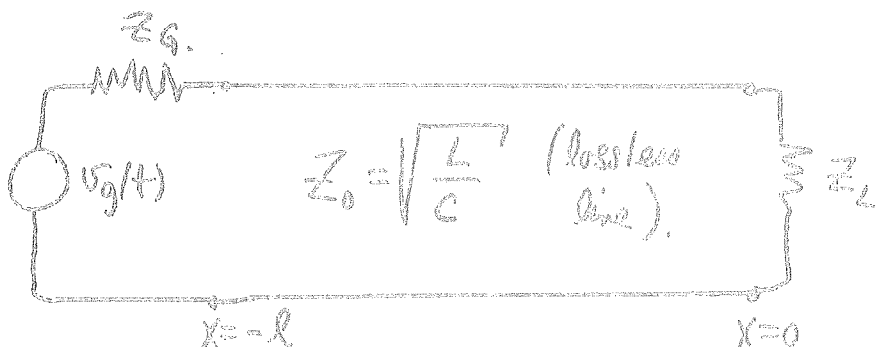 Z_G.
v_g(t)
Z_0 = √(L/C) (lossless
line).
Z_L
x=-l
x=0